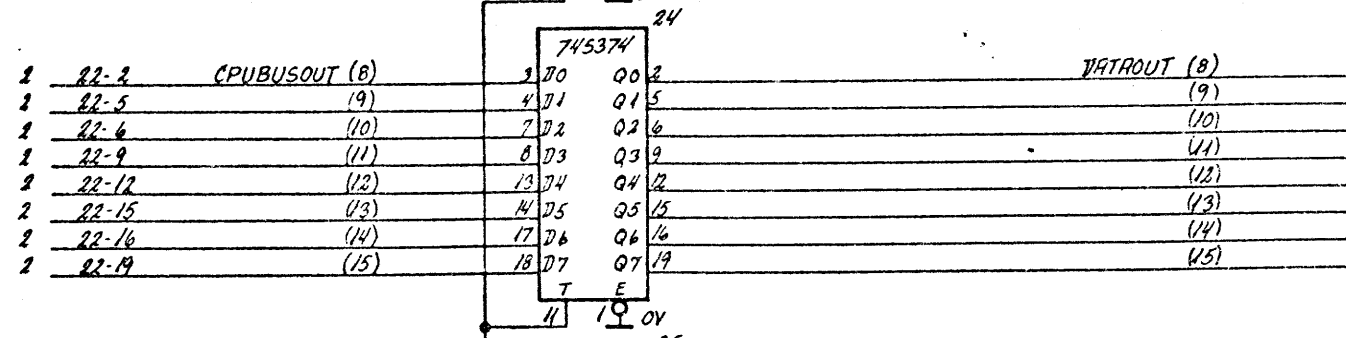 24
74S374
2 22-2 CPUBUSOUT (8) 3 D0 Q0 2 DATAOUT (8)
2 22-5 (9) 4 D1 Q1 5 (9)
2 22-6 (10) 7 D2 Q2 6 (10)
2 22-9 (11) 8 D3 Q3 9 (11)
2 22-12 (12) 13 D4 Q4 12 (12)
2 22-15 (13) 14 D5 Q5 15 (13)
2 22-16 (14) 17 D6 Q6 16 (14)
2 22-19 (15) 18 D7 Q7 19 (15)
T E
11 1 0V